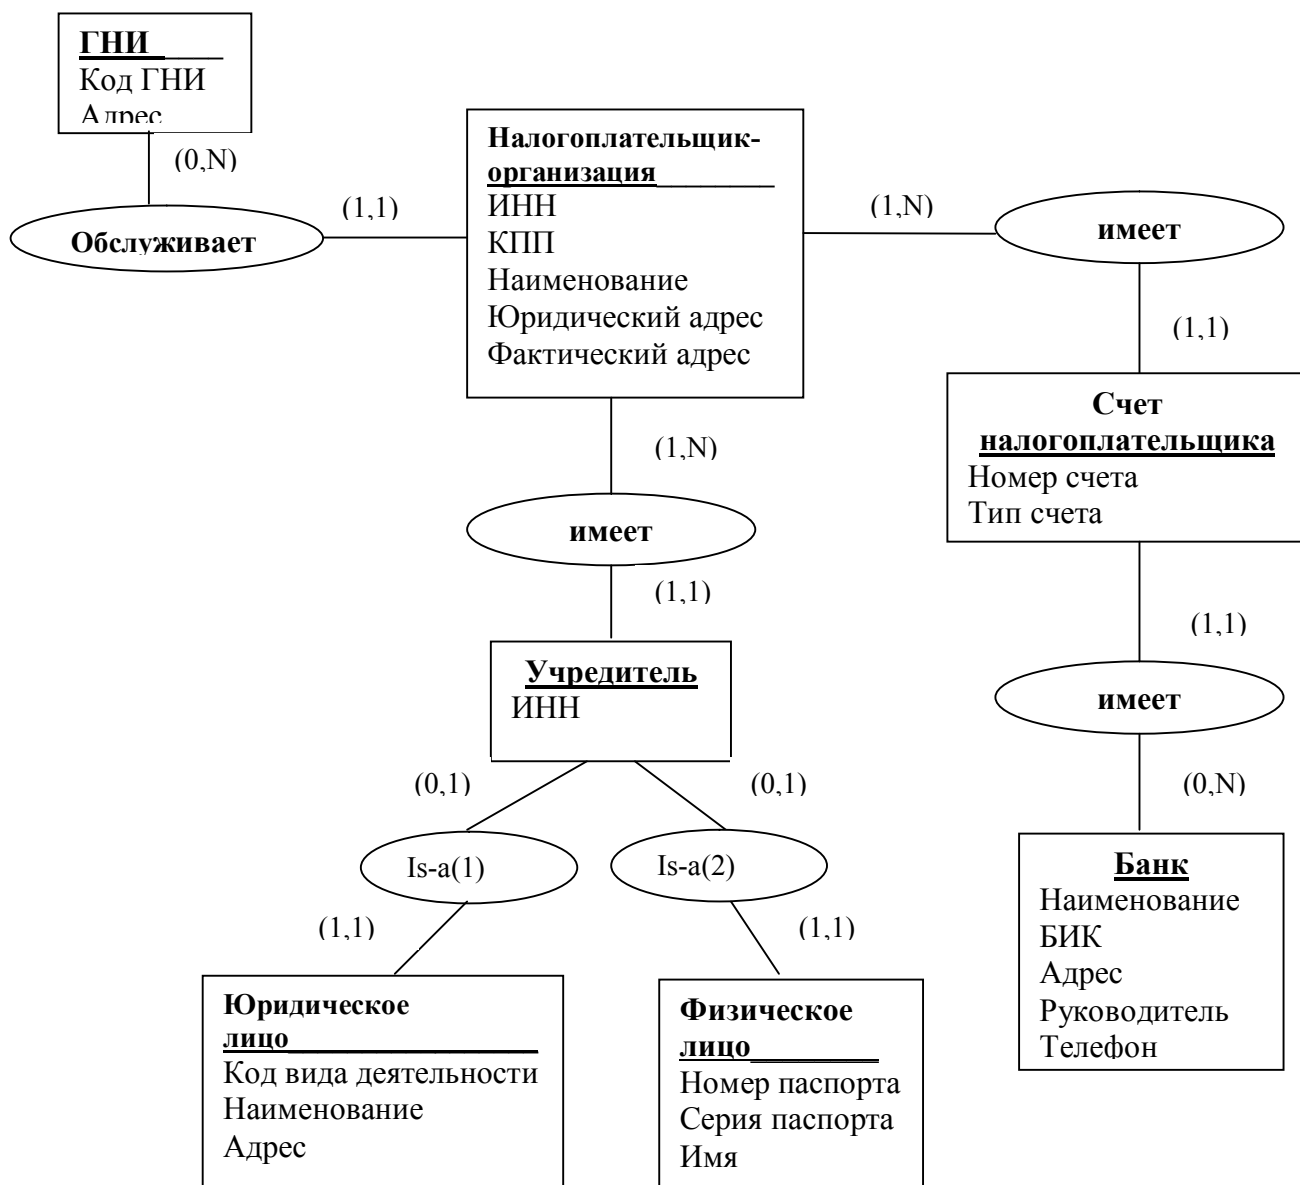 ГНИ
Код ГНИ
Адрес
(0,N)
Обслуживает
(1,1)
Налогоплательщик-
организация
ИНН
КПП
Наименование
Юридический адрес
Фактический адрес
(1,N)
имеет
(1,1)
Счет
налогоплательщика
Номер счета
Тип счета
(1,N)
имеет
(1,1)
Учредитель
ИНН
(1,1)
имеет
(0,N)
Банк
Наименование
БИК
Адрес
Руководитель
Телефон
(0,1)
(0,1)
Is-a(1)
Is-a(2)
(1,1)
(1,1)
Юридическое
лицо
Код вида деятельности
Наименование
Адрес
Физическое
лицо
Номер паспорта
Серия паспорта
Имя